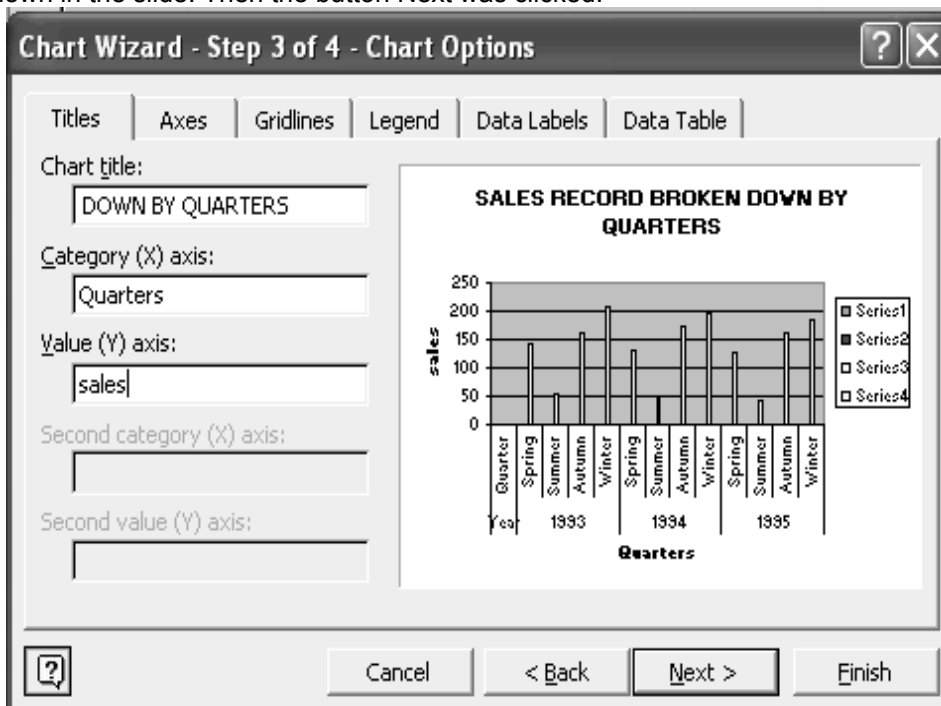 own in the slide. Then the button Next was clicked.
Chart Wizard - Step 3 of 4 - Chart Options
Titles Axes Gridlines Legend Data Labels Data Table
Chart title:
DOWN BY QUARTERS
Category (X) axis:
Quarters
Value (Y) axis:
sales
Second category (X) axis:
Second value (Y) axis:
SALES RECORD BROKEN DOWN BY
QUARTERS
250
200
150
100
50
0
sales
Quarter Spring Summer Autumn Winter Spring Summer Autumn Winter Spring Summer Autumn Winter
Year 1993 1994 1995
Quarters
Series1
Series2
Series3
Series4
Cancel < Back Next > Finish